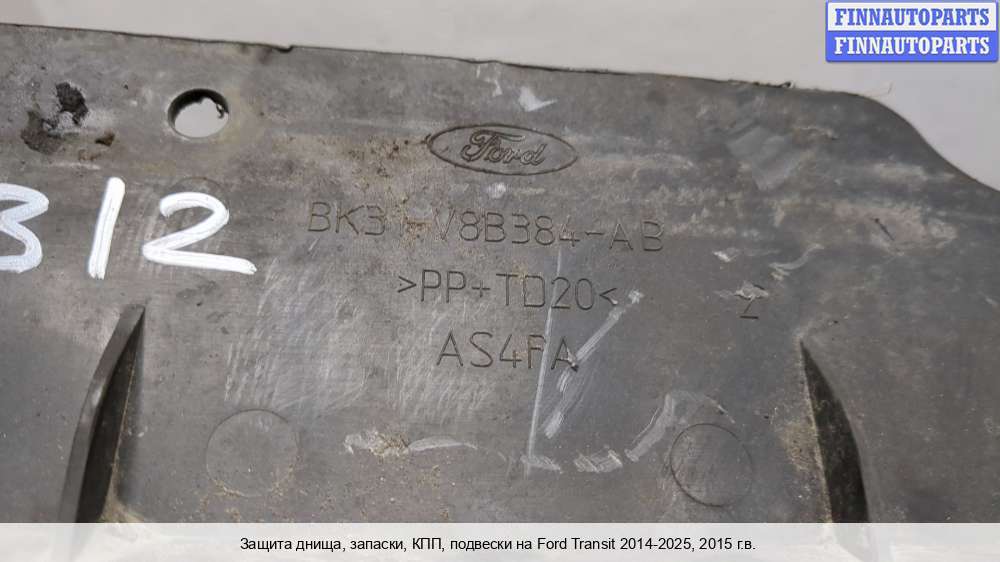 FINNAUTOPARTS
FINNAUTOPARTS
Ford
312
BK31-V8B384-AB
>PP+TD20<
2
AS4FA
Защита днища, запаски, КПП, подвески на Ford Transit 2014-2025, 2015 г.в.